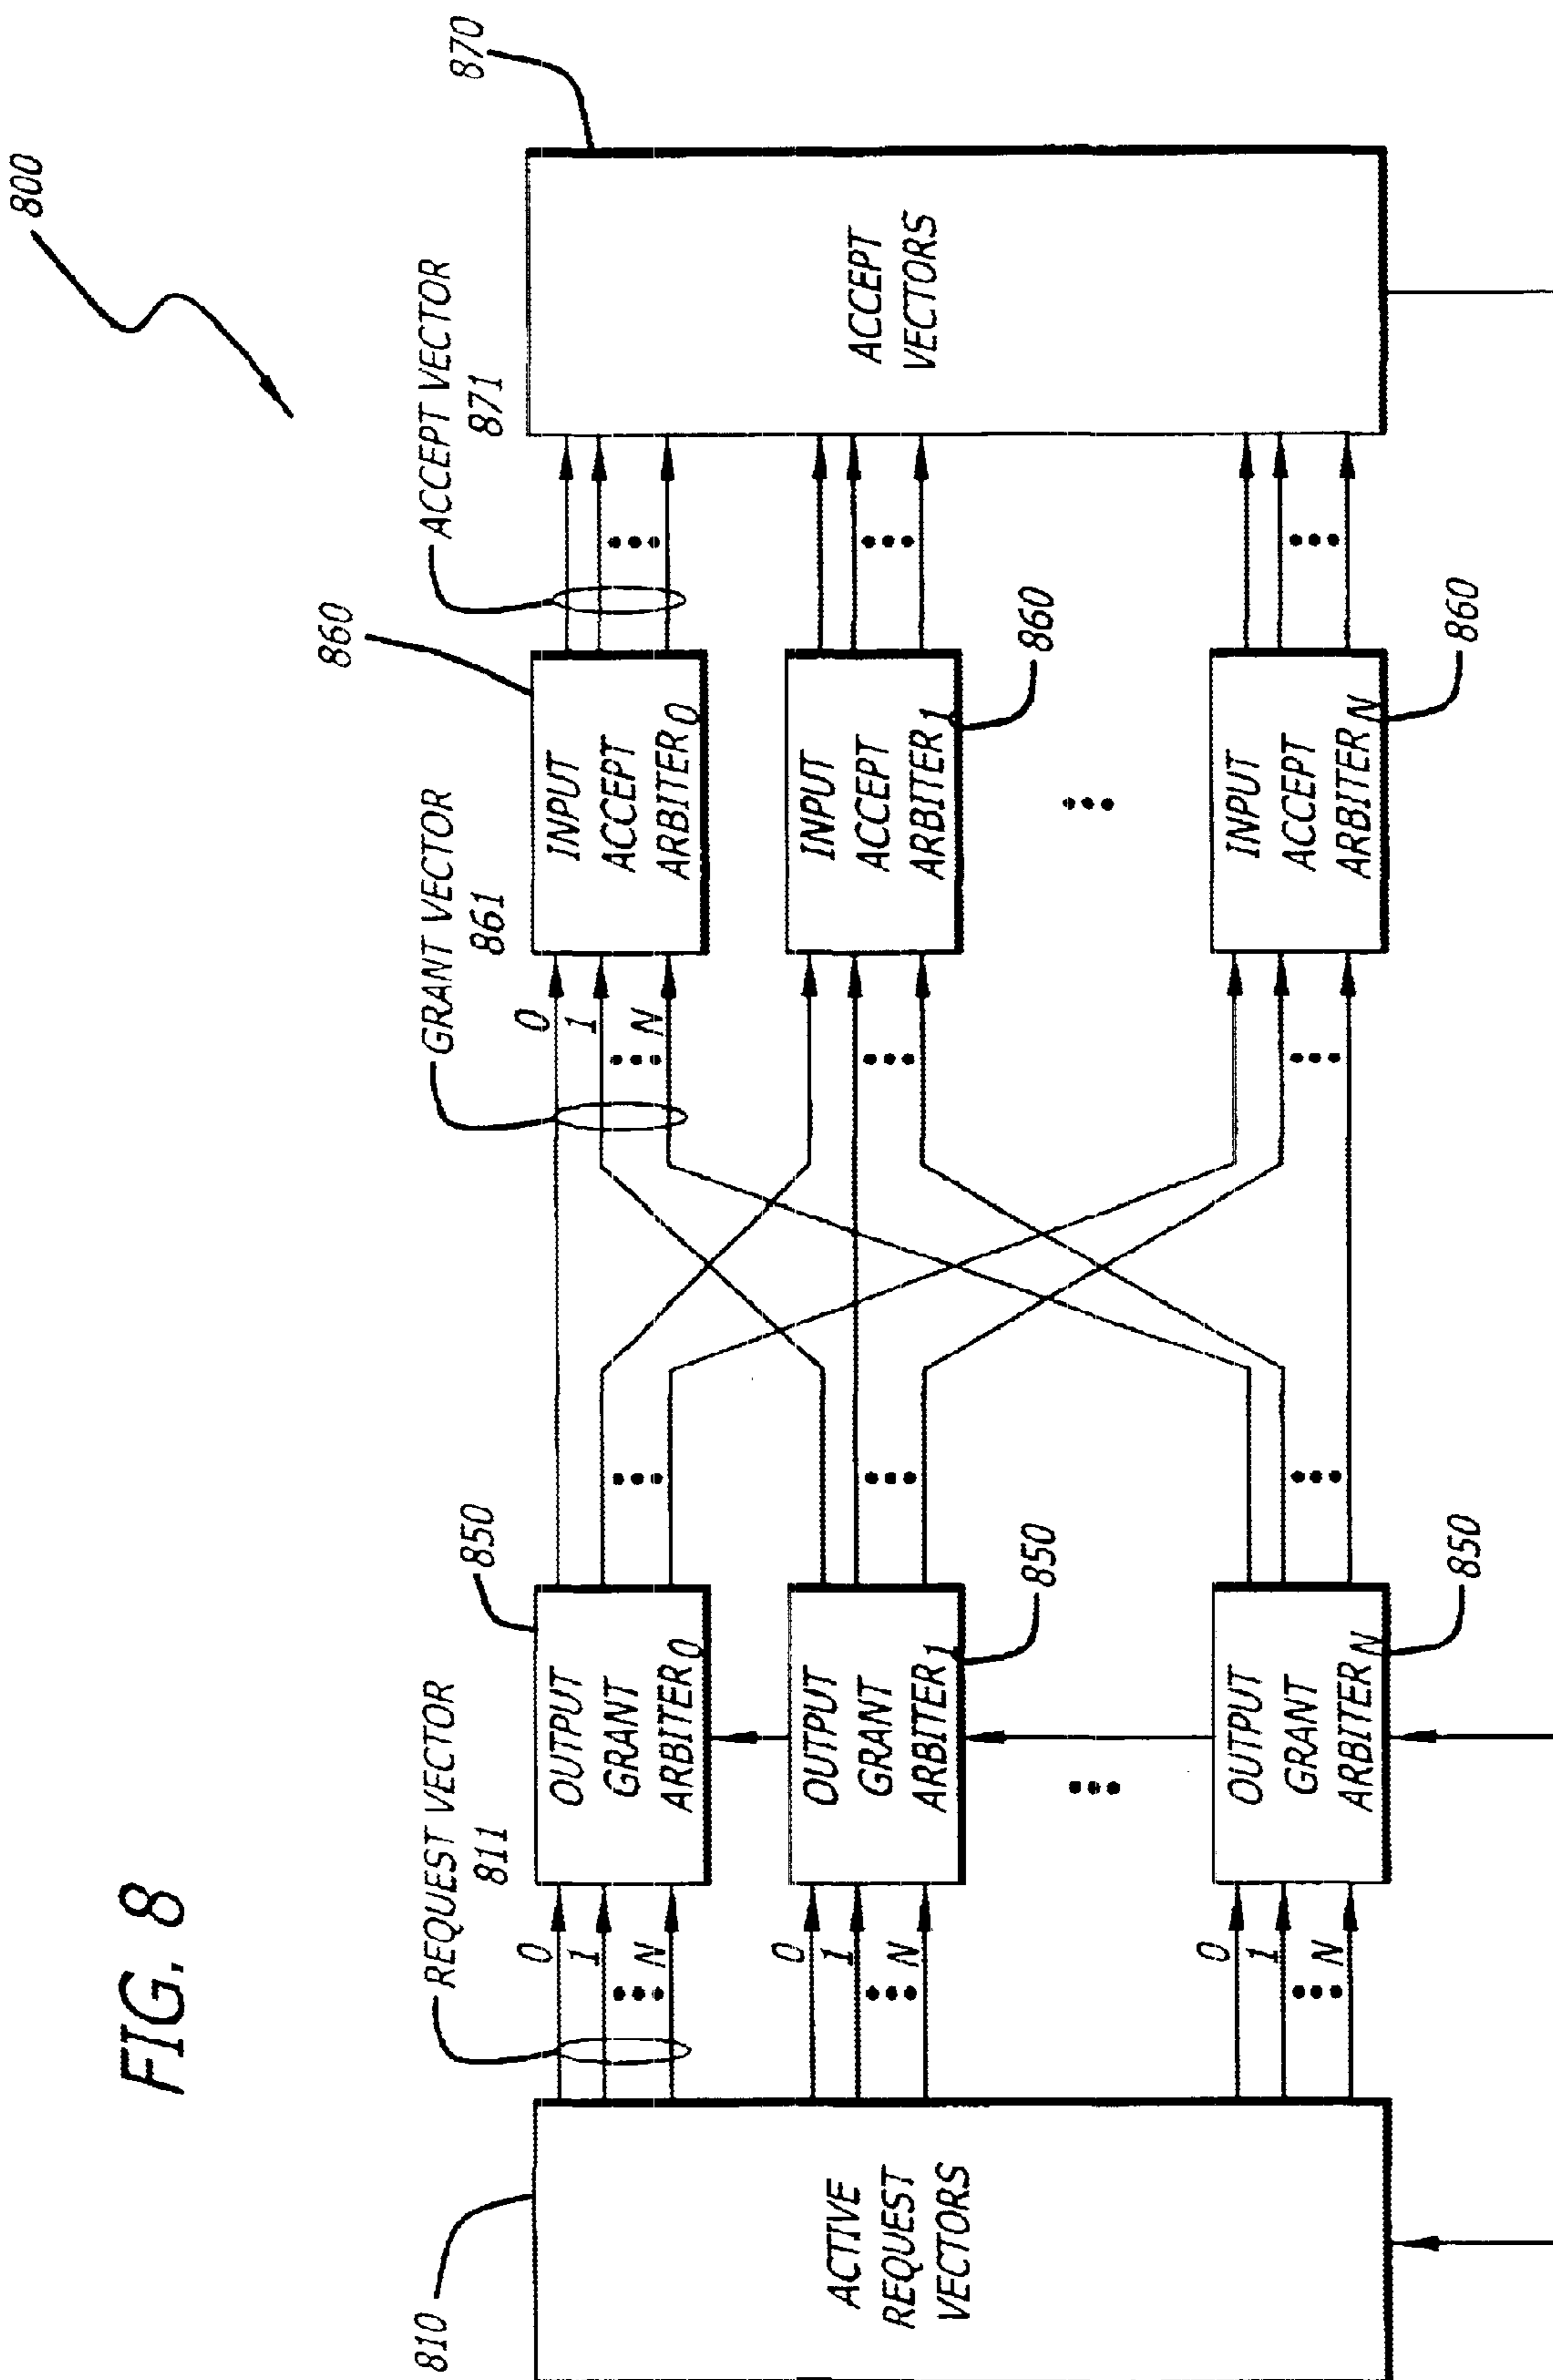 FIG. 8
800
810
ACTIVE
REQUEST
VECTORS
REQUEST VECTOR
811
0
1
N
0
1
N
0
1
N
850
OUTPUT
GRANT
ARBITER0
OUTPUT
GRANT
ARBITER1
850
OUTPUT
GRANT
ARBITERN
850
GRANT VECTOR
861
0
1
N
860
INPUT
ACCEPT
ARBITER0
INPUT
ACCEPT
ARBITER1
860
INPUT
ACCEPT
ARBITERN
860
ACCEPT VECTOR
871
870
ACCEPT
VECTORS